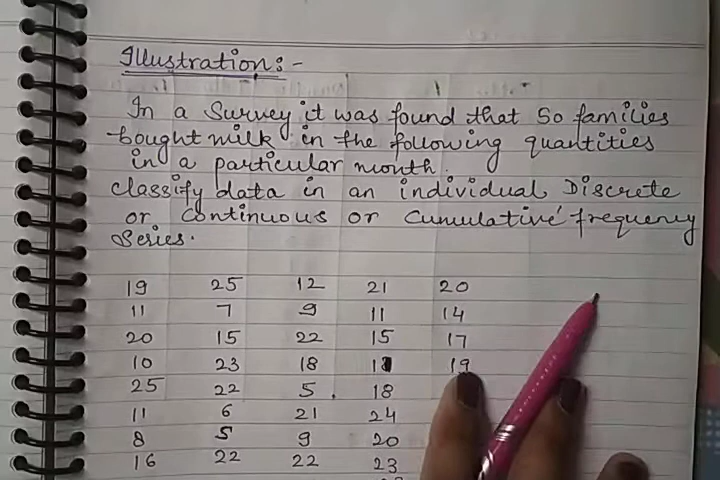 Illustration:-
In a Survey it was found that 50 families
bought milk in the following quantities
in a particular month.
Classify data in an individual Discrete
or Continuous or Cumulative frequency
Series.
19 25 12 21 20
11 7 9 11 14
20 15 22 15 17
10 23 18 19
25 22 5 18
11 6 21 24
8 5 9 20
16 22 22 23